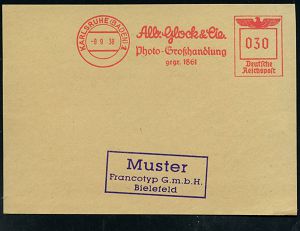 KARLSRUHE (BADEN) 2
-8 9 38
Alb. Glock & Cie.
Photo-Großhandlung
gegr. 1861
030
Deutsche
Reichspost
Muster
Francotyp G.m.b.H.
Bielefeld